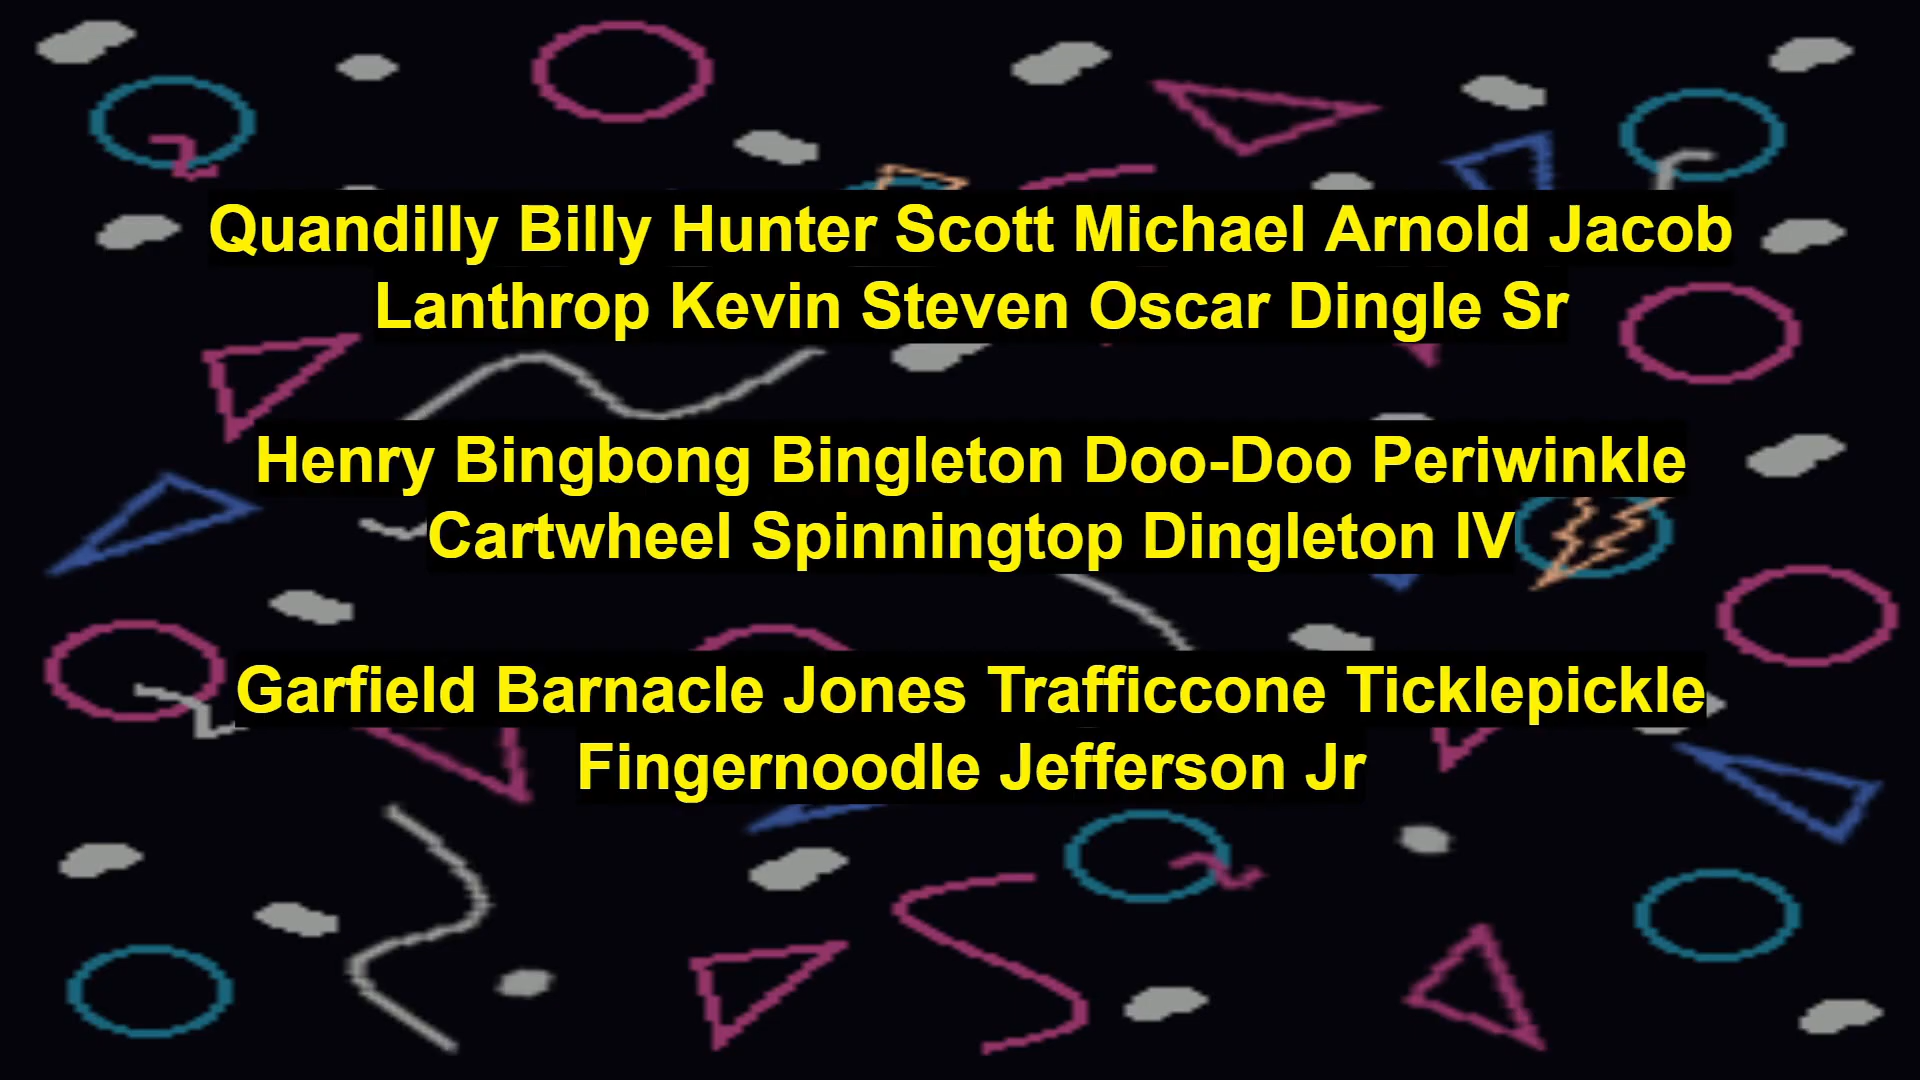 Quandilly Billy Hunter Scott Michael Arnold Jacob
Lanthrop Kevin Steven Oscar Dingle Sr
Henry Bingbong Bingleton Doo-Doo Periwinkle
Cartwheel Spinningtop Dingleton IV
Garfield Barnacle Jones Trafficcone Ticklepickle
Fingernoodle Jefferson Jr